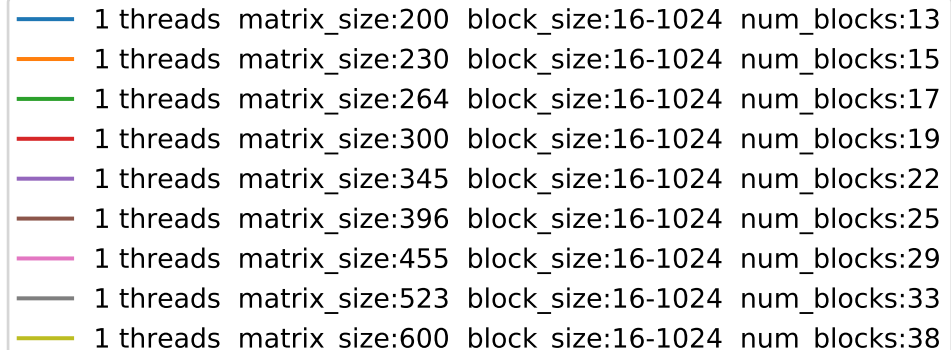 1 threads  matrix_size:200  block_size:16-1024  num_blocks:13
1 threads  matrix_size:230  block_size:16-1024  num_blocks:15
1 threads  matrix_size:264  block_size:16-1024  num_blocks:17
1 threads  matrix_size:300  block_size:16-1024  num_blocks:19
1 threads  matrix_size:345  block_size:16-1024  num_blocks:22
1 threads  matrix_size:396  block_size:16-1024  num_blocks:25
1 threads  matrix_size:455  block_size:16-1024  num_blocks:29
1 threads  matrix_size:523  block_size:16-1024  num_blocks:33
1 threads  matrix_size:600  block_size:16-1024  num_blocks:38